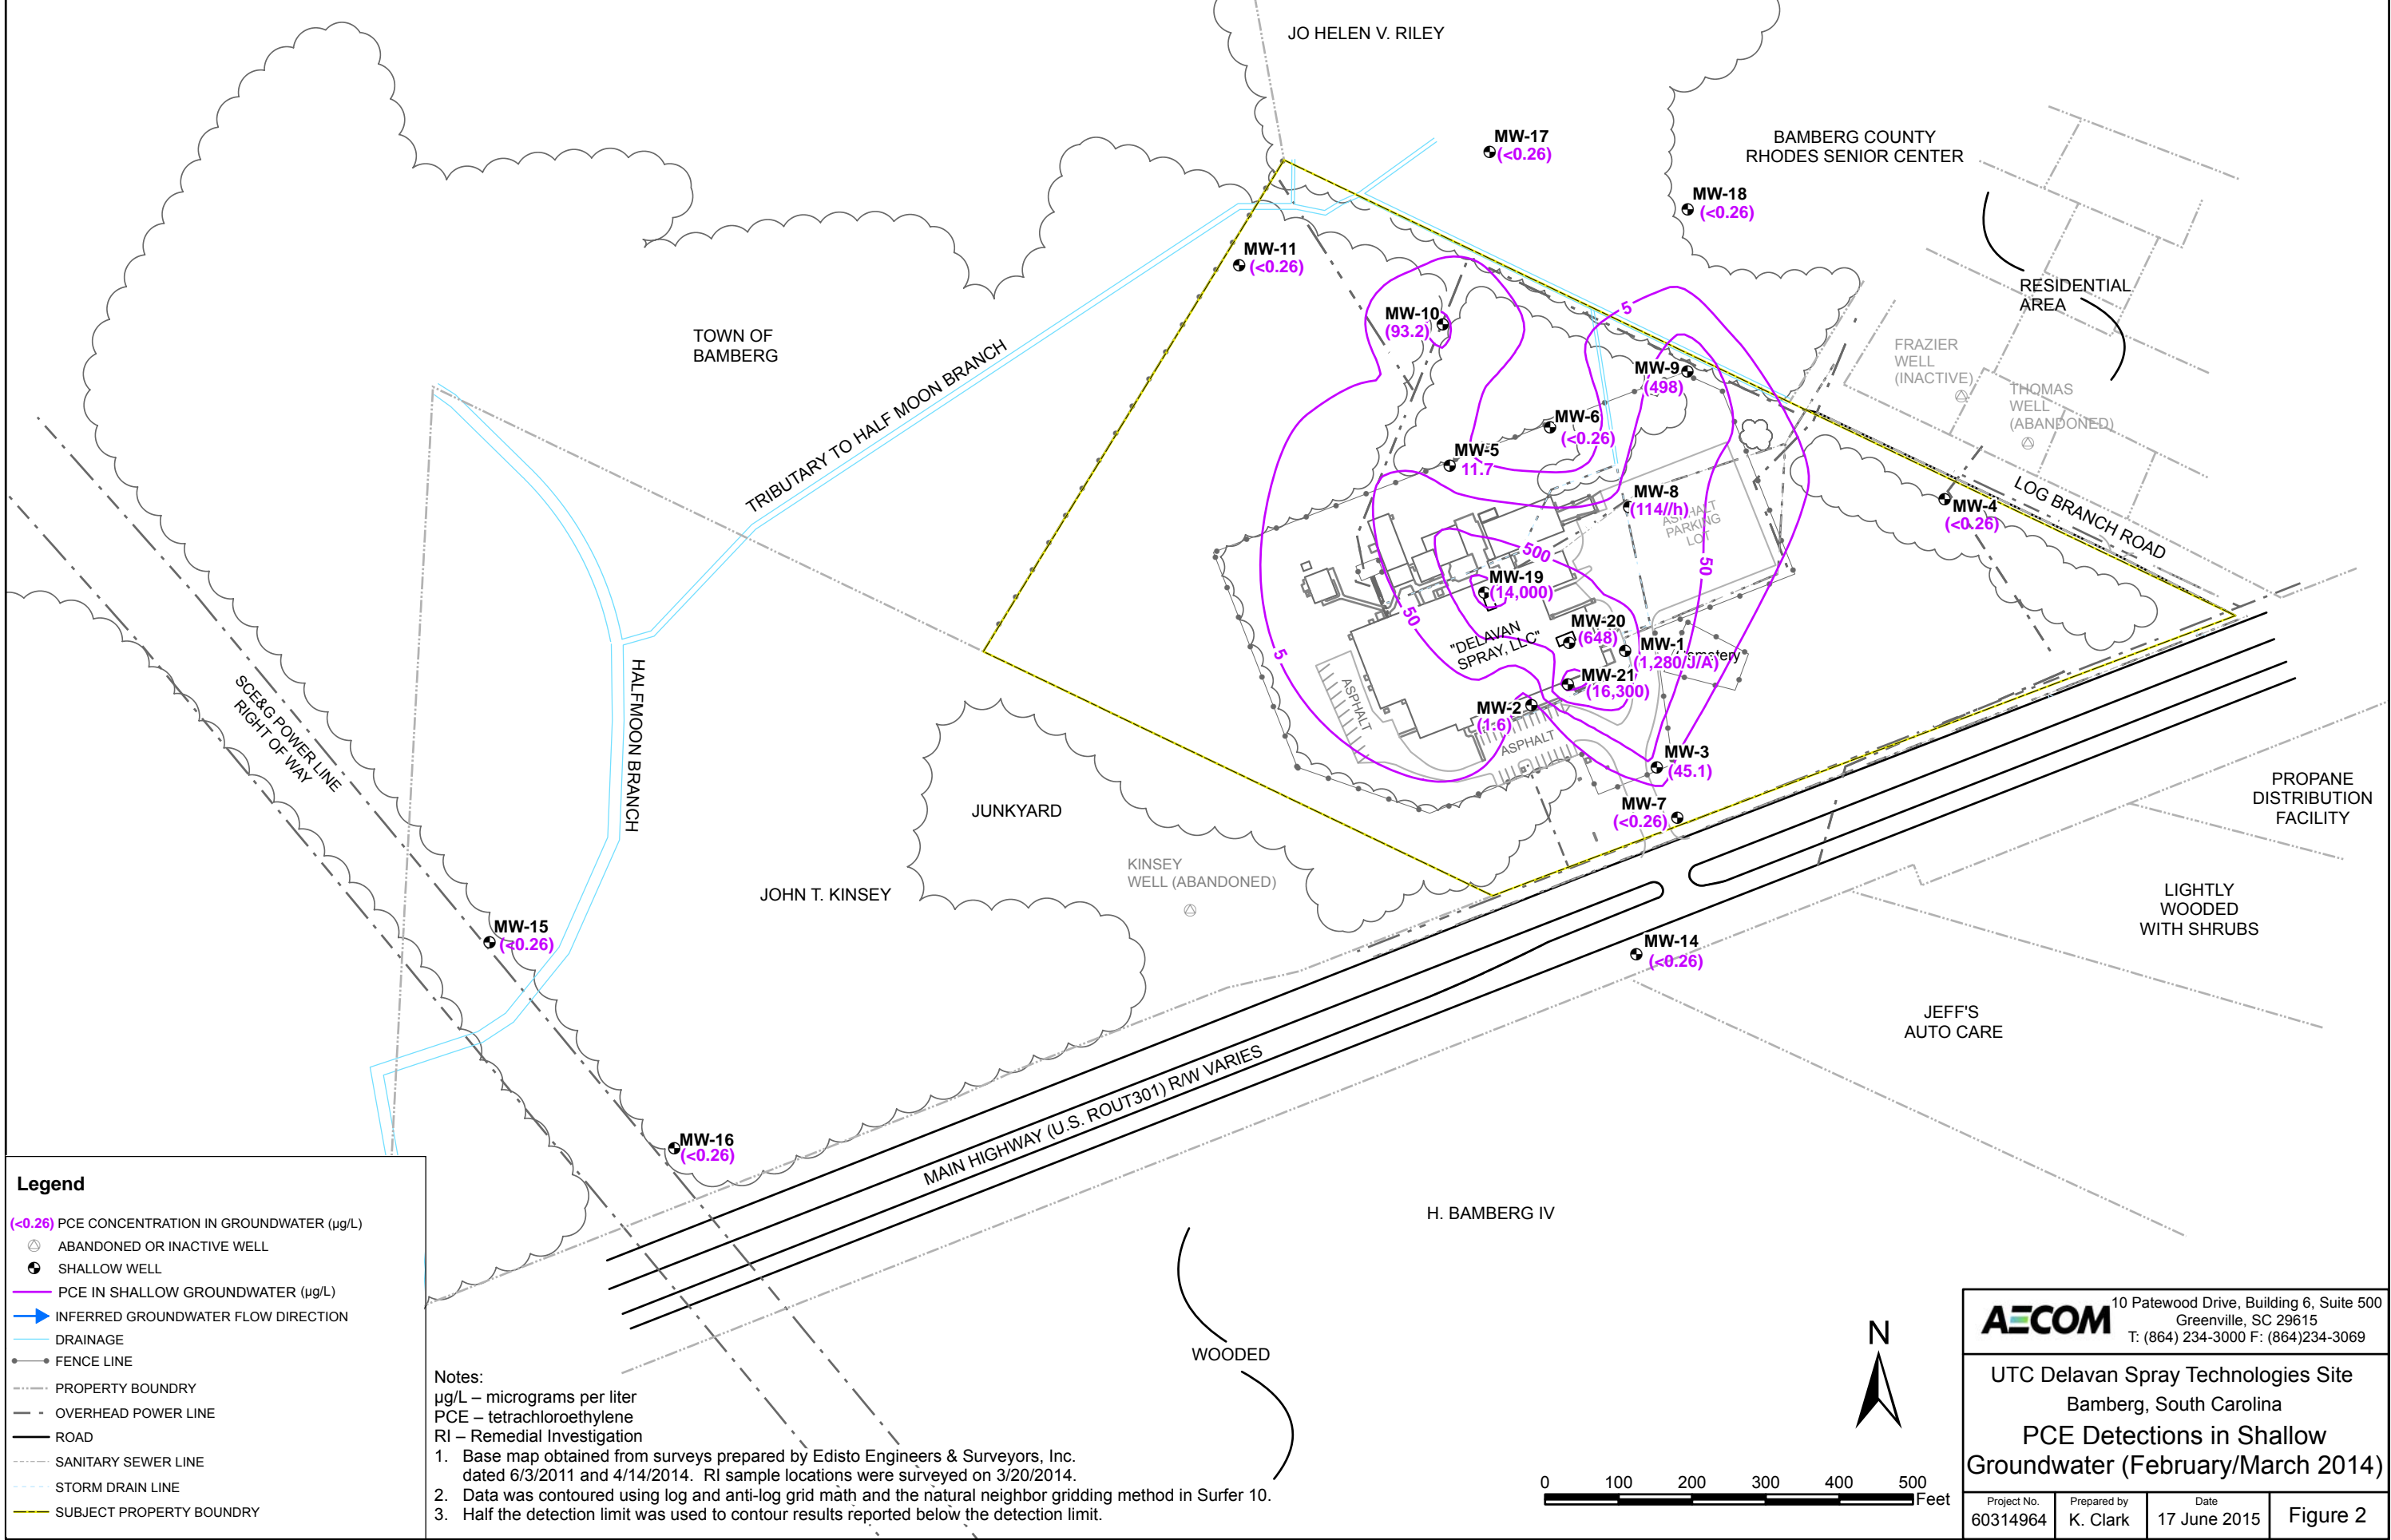 JO HELEN V. RILEY
MW-17
(<0.26)
BAMBERG COUNTY
RHODES SENIOR CENTER
MW-18
(<0.26)
MW-11
(<0.26)
RESIDENTIAL
AREA
TOWN OF
BAMBERG
MW-10
(93.2)
5
FRAZIER
WELL
(INACTIVE)
THOMAS
WELL
(ABANDONED)
TRIBUTARY TO HALF MOON BRANCH
MW-9
(498)
MW-6
(<0.26)
MW-5
11.7
MW-8
(114//h)
ASPHALT
PARKING
LOT
MW-4
(<0.26)
LOG BRANCH ROAD
500
50
MW-19
(14,000)
50
5
"DELAVAN
SPRAY, LLC"
MW-20
(648)
MW-1
(1,280/J/A)
Cemetery
MW-21
(16,300)
MW-2
(1.6)
ASPHALT
ASPHALT
MW-3
(45.1)
MW-7
(<0.26)
SCE&G POWER LINE
RIGHT OF WAY
HALFMOON BRANCH
JUNKYARD
KINSEY
WELL (ABANDONED)
JOHN T. KINSEY
PROPANE
DISTRIBUTION
FACILITY
LIGHTLY
WOODED
WITH SHRUBS
MW-15
(<0.26)
MW-14
(<0.26)
JEFF'S
AUTO CARE
MW-16
(<0.26)
MAIN HIGHWAY (U.S. ROUT301) R/W VARIES
H. BAMBERG IV
WOODED
Legend
(<0.26) PCE CONCENTRATION IN GROUNDWATER (µg/L)
ABANDONED OR INACTIVE WELL
SHALLOW WELL
PCE IN SHALLOW GROUNDWATER (µg/L)
INFERRED GROUNDWATER FLOW DIRECTION
DRAINAGE
FENCE LINE
PROPERTY BOUNDRY
OVERHEAD POWER LINE
ROAD
SANITARY SEWER LINE
STORM DRAIN LINE
SUBJECT PROPERTY BOUNDRY
Notes:
µg/L – micrograms per liter
PCE – tetrachloroethylene
RI – Remedial Investigation
1. Base map obtained from surveys prepared by Edisto Engineers & Surveyors, Inc.
dated 6/3/2011 and 4/14/2014. RI sample locations were surveyed on 3/20/2014.
2. Data was contoured using log and anti-log grid math and the natural neighbor gridding method in Surfer 10.
3. Half the detection limit was used to contour results reported below the detection limit.
0 100 200 300 400 500
Feet
N
AECOM
10 Patewood Drive, Building 6, Suite 500
Greenville, SC 29615
T: (864) 234-3000 F: (864)234-3069
UTC Delavan Spray Technologies Site
Bamberg, South Carolina
PCE Detections in Shallow
Groundwater (February/March 2014)
Project No.
60314964
Prepared by
K. Clark
Date
17 June 2015
Figure 2